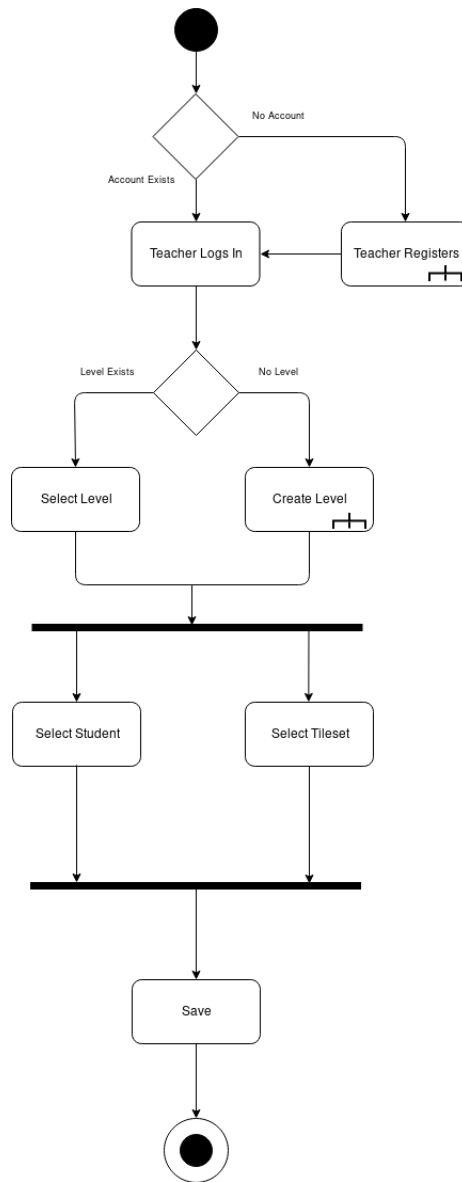 No Account
Account Exists
Teacher Logs In
Teacher Registers
Level Exists
No Level
Select Level
Create Level
Select Student
Select Tileset
Save